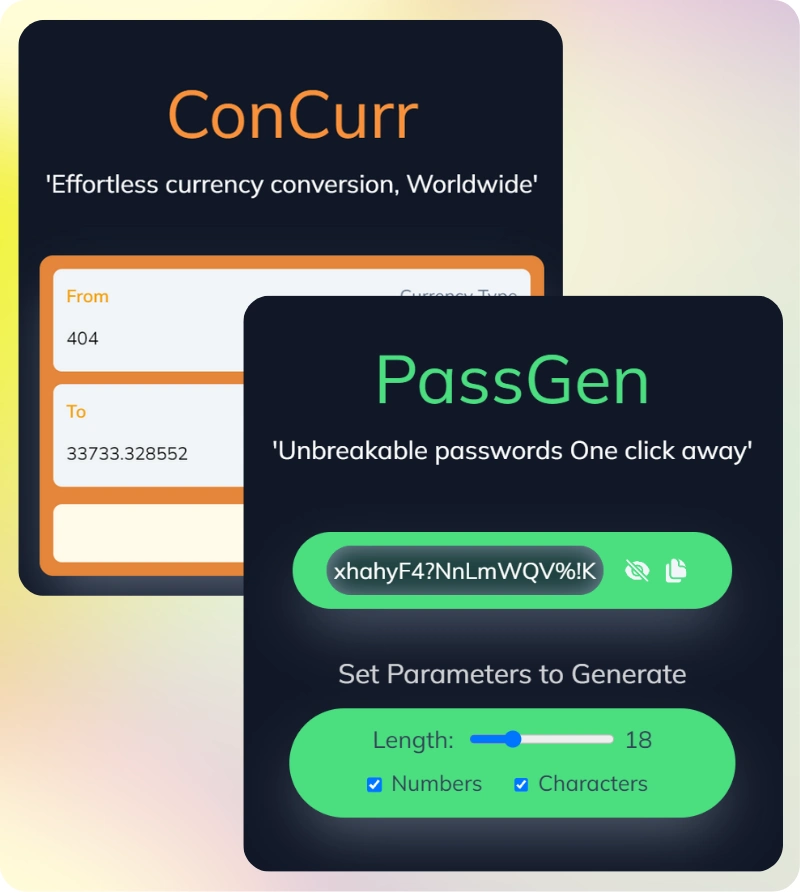 ConCurr
'Effortless currency conversion, Worldwide'
From
Currency Type
404
To
33733.328552
PassGen
'Unbreakable passwords One click away'
xhahyF4?NnLmWQV%!K
Set Parameters to Generate
Length: 18
Numbers Characters